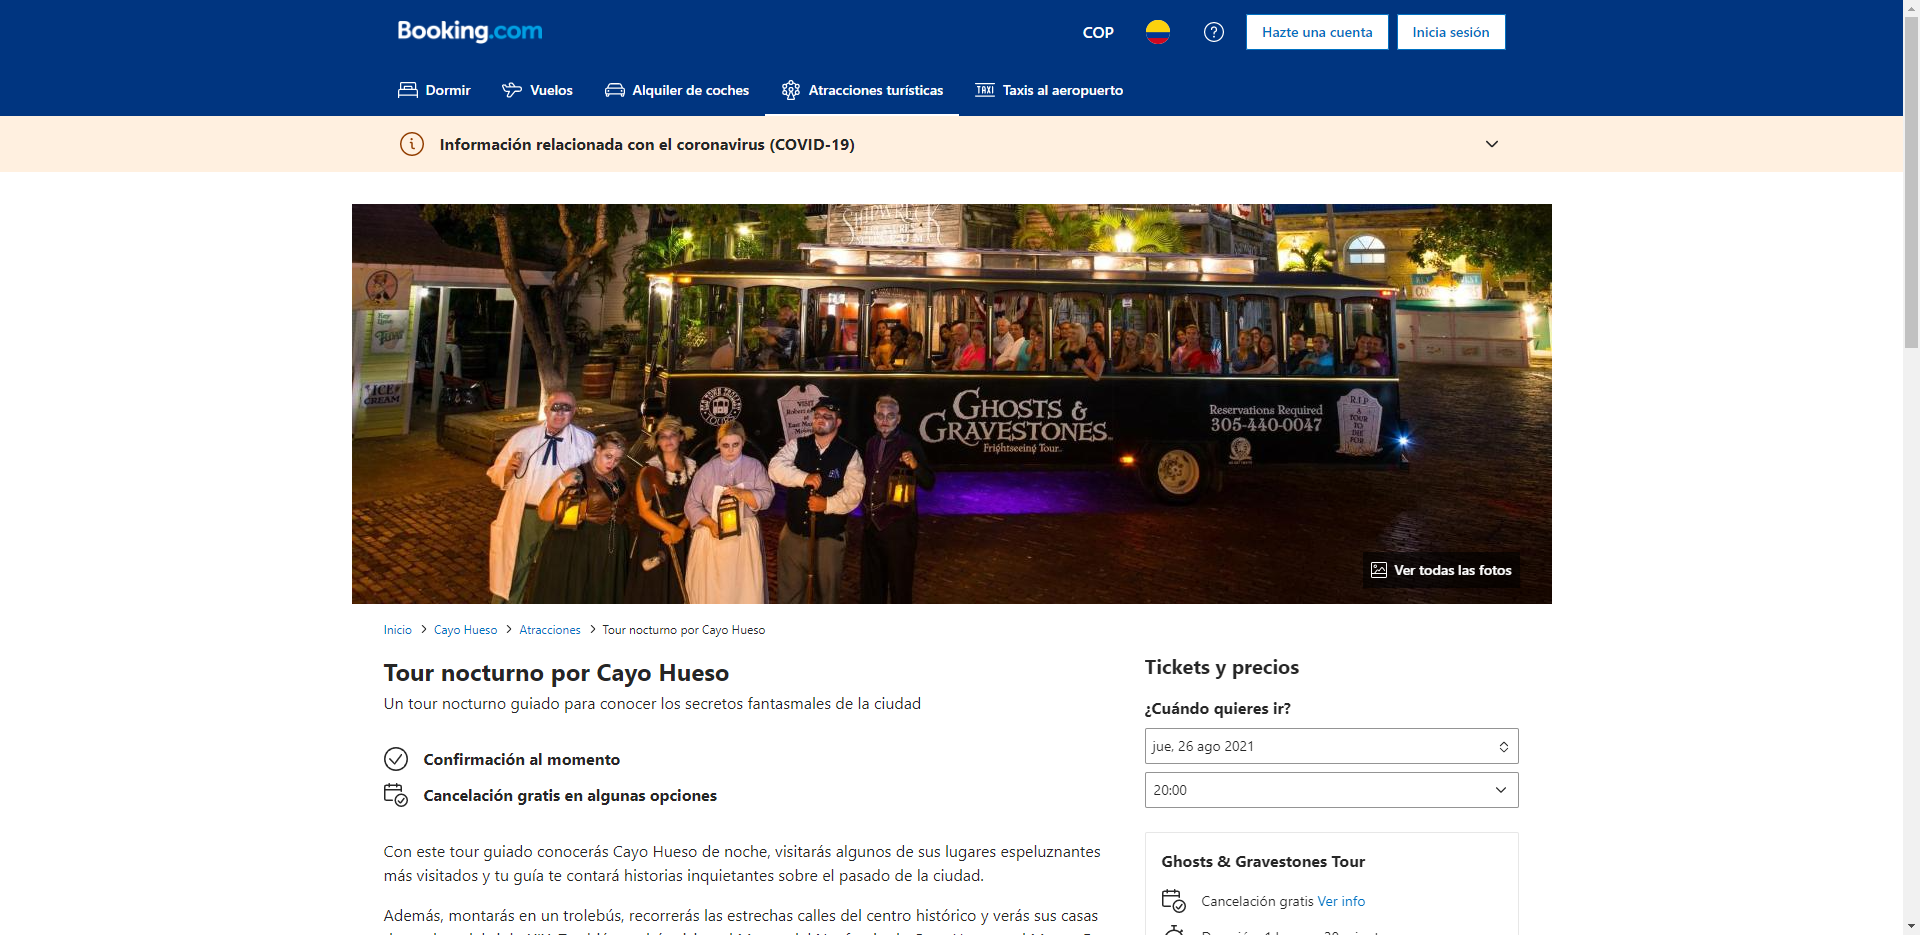 Booking.com
COP
Hazte una cuenta
Inicia sesión
Dormir
Vuelos
Alquiler de coches
Atracciones turísticas
TAXI
Taxis al aeropuerto
Información relacionada con el coronavirus (COVID-19)
SHIPWRECK
ICE
CREAM
VISIT
GHOSTS &
GRAVESTONES
Frightseeing Tour
Reservations Required
305-440-0047
R.I.P
A
TOUR
TO
DIE
FOR
Ver todas las fotos
Inicio > Cayo Hueso > Atracciones > Tour nocturno por Cayo Hueso
Tour nocturno por Cayo Hueso
Un tour nocturno guiado para conocer los secretos fantasmales de la ciudad
Confirmación al momento
Cancelación gratis en algunas opciones
Con este tour guiado conocerás Cayo Hueso de noche, visitarás algunos de sus lugares espeluznantes
más visitados y tu guía te contará historias inquietantes sobre el pasado de la ciudad.
Además, montarás en un trolebús, recorrerás las estrechas calles del centro histórico y verás sus casas
Tickets y precios
¿Cuándo quieres ir?
jue, 26 ago 2021
20:00
Ghosts & Gravestones Tour
Cancelación gratis Ver info